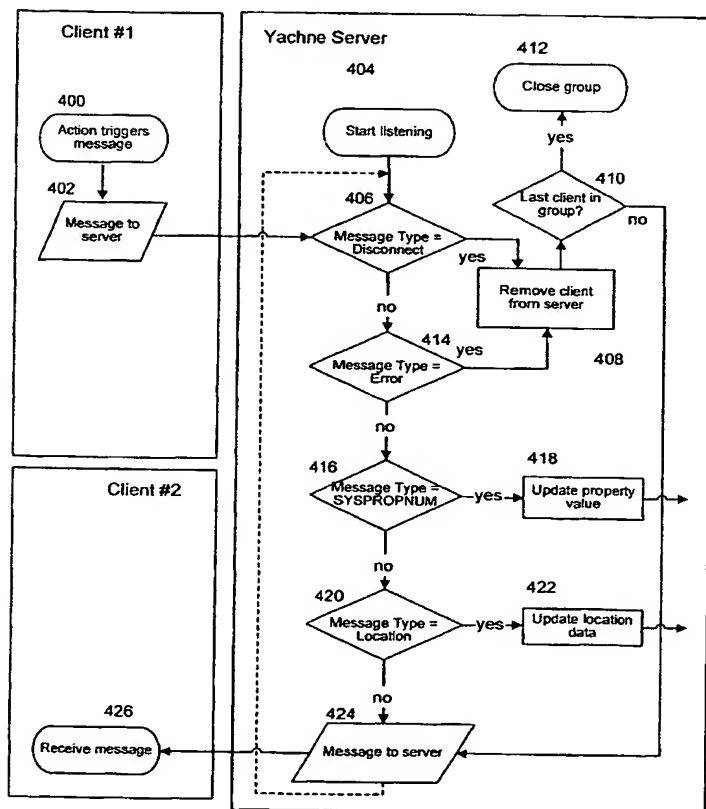 Client #1
400
Action triggers
message
402
Message to
server
Yachne Server
404
Start listening
412
Close group
yes
410
Last client in
group?
no
406
Message Type =
Disconnect
yes
Remove client
from server
408
no
414
Message Type =
Error
yes
no
416
Message Type =
SYSPROPNUM
yes
418
Update property
value
no
420
Message Type =
Location
yes
422
Update location
data
no
424
Message to server
Client #2
426
Receive message